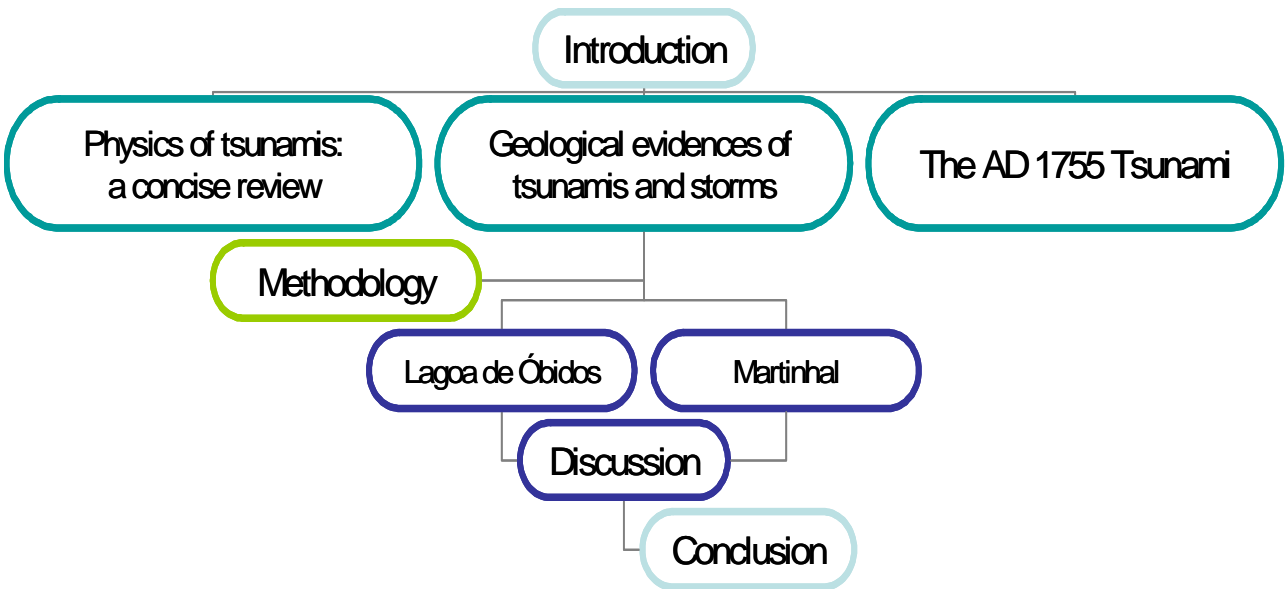 Introduction
Physics of tsunamis:
a concise review
Geological evidences of
tsunamis and storms
The AD 1755 Tsunami
Methodology
Lagoa de Óbidos
Martinhal
Discussion
Conclusion